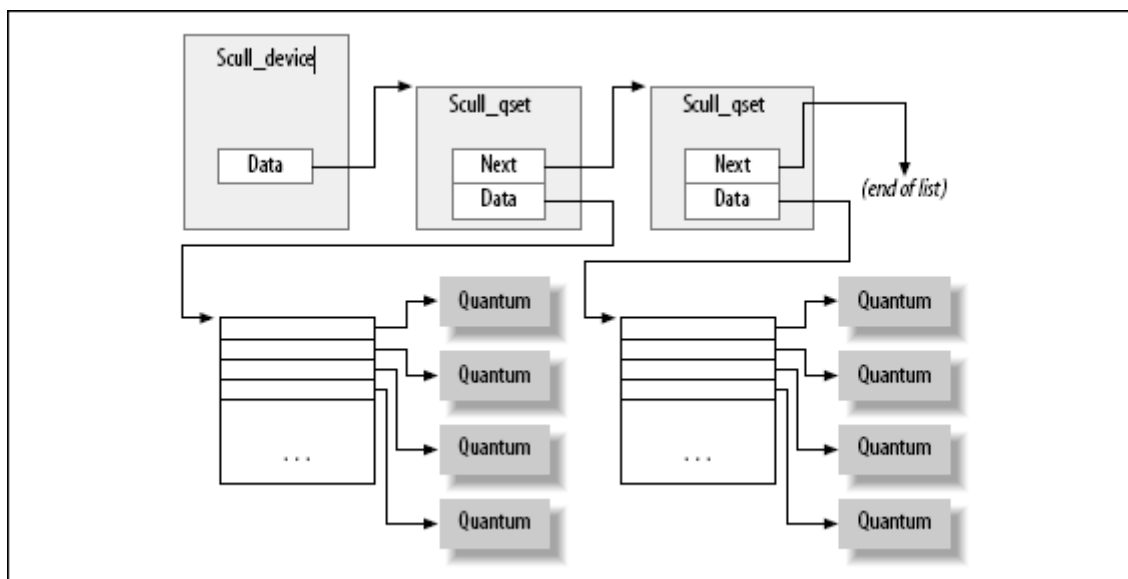 Scull_device
Scull_qset
Scull_qset
Data
Next
Data
Next
Data
(end of list)
Quantum
Quantum
Quantum
Quantum
. . .
Quantum
Quantum
Quantum
Quantum
. . .